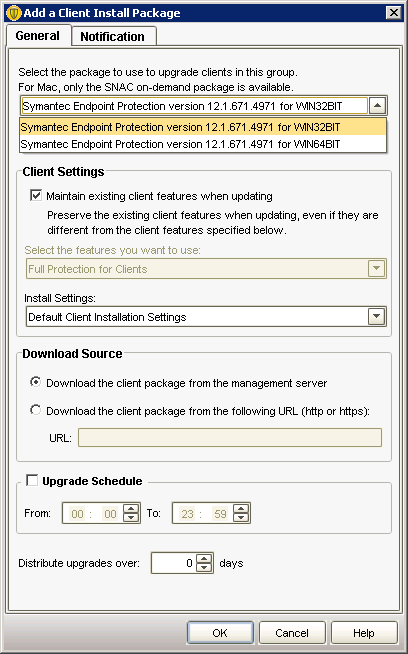 Add a Client Install Package
General
Notification
Select the package to use to upgrade clients in this group.
For Mac, only the SNAC on-demand package is available.
Symantec Endpoint Protection version 12.1.671.4971 for WIN32BIT
Symantec Endpoint Protection version 12.1.671.4971 for WIN32BIT
Symantec Endpoint Protection version 12.1.671.4971 for WIN64BIT
Client Settings
Maintain existing client features when updating
Preserve the existing client features when updating, even if they are
different from the client features specified below.
Select the features you want to use:
Full Protection for Clients
Install Settings:
Default Client Installation Settings
Download Source
Download the client package from the management server
Download the client package from the following URL (http or https):
URL:
Upgrade Schedule
From: 00 : 00 To: 23 : 59
Distribute upgrades over: 0 days
OK
Cancel
Help